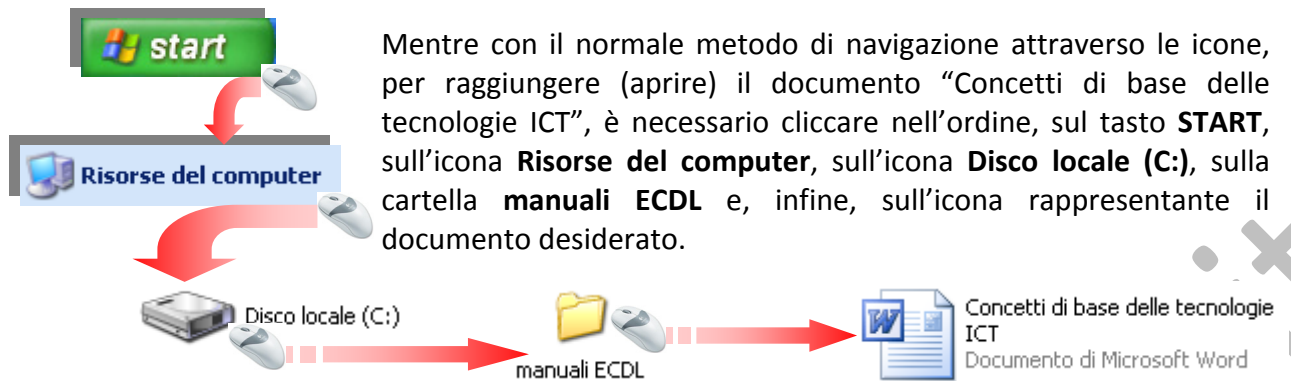 start
Mentre con il normale metodo di navigazione attraverso le icone,
per raggiungere (aprire) il documento “Concetti di base delle
tecnologie ICT”, è necessario cliccare nell’ordine, sul tasto START,
sull’icona Risorse del computer, sull’icona Disco locale (C:), sulla
cartella manuali ECDL e, infine, sull’icona rappresentante il
documento desiderato.
Risorse del computer
Disco locale (C:)
manuali ECDL
Concetti di base delle tecnologie
ICT
Documento di Microsoft Word